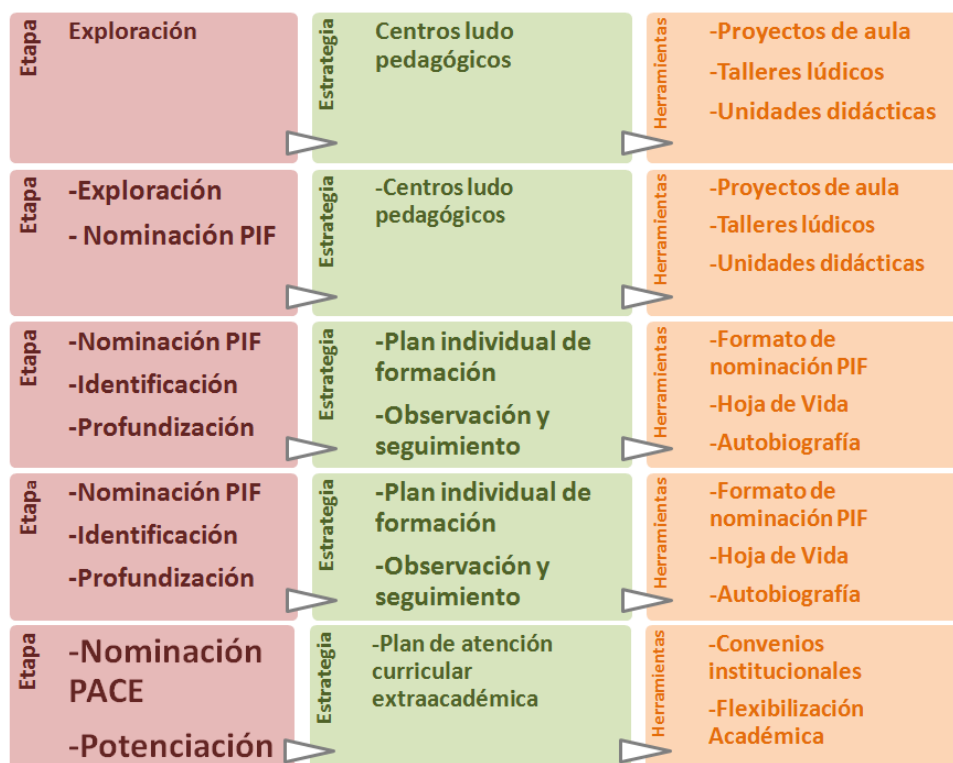 Etapa
Exploración
Estrategia
Centros ludo
pedagógicos
Herramientas
-Proyectos de aula
-Talleres lúdicos
-Unidades didácticas
Etapa
-Exploración
- Nominación PIF
Estrategia
-Centros ludo
pedagógicos
Herramientas
-Proyectos de aula
-Talleres lúdicos
-Unidades didácticas
Etapa
-Nominación PIF
-Identificación
-Profundización
Estrategia
-Plan individual de
formación
-Observación y
seguimiento
Herramientas
-Formato de
nominación PIF
-Hoja de Vida
-Autobiografía
Etapa
-Nominación PIF
-Identificación
-Profundización
Estrategia
-Plan individual de
formación
-Observación y
seguimiento
Herramientas
-Formato de
nominación PIF
-Hoja de Vida
-Autobiografía
Etapa
-Nominación
PACE
-Potenciación
Estrategia
-Plan de atención
curricular
extraacadémica
Herramientas
-Convenios
institucionales
-Flexibilización
Académica